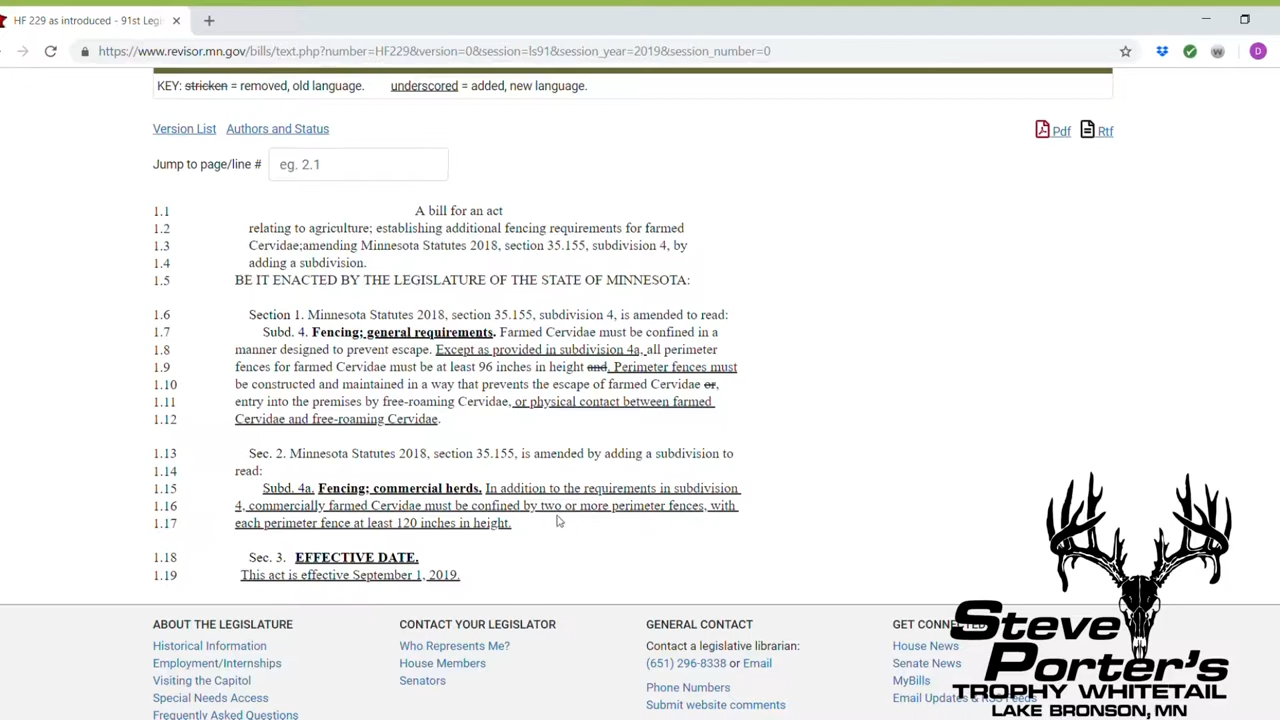 HF 229 as introduced - 91st Legi
https://www.revisor.mn.gov/bills/text.php?number=HF229&version=0&session=ls91&session_year=2019&session_number=0
W
D
KEY: stricken = removed, old language. underscored = added, new language.
Version List Authors and Status
Pdf Rtf
Jump to page/line # eg. 2.1
1.1 A bill for an act
1.2 relating to agriculture; establishing additional fencing requirements for farmed
1.3 Cervidae;amending Minnesota Statutes 2018, section 35.155, subdivision 4, by
1.4 adding a subdivision.
1.5 BE IT ENACTED BY THE LEGISLATURE OF THE STATE OF MINNESOTA:
1.6 Section 1. Minnesota Statutes 2018, section 35.155, subdivision 4, is amended to read:
1.7 Subd. 4. Fencing; general requirements. Farmed Cervidae must be confined in a
1.8 manner designed to prevent escape. Except as provided in subdivision 4a, all perimeter
1.9 fences for farmed Cervidae must be at least 96 inches in height and. Perimeter fences must
1.10 be constructed and maintained in a way that prevents the escape of farmed Cervidae or,
1.11 entry into the premises by free-roaming Cervidae, or physical contact between farmed
1.12 Cervidae and free-roaming Cervidae.
1.13 Sec. 2. Minnesota Statutes 2018, section 35.155, is amended by adding a subdivision to
1.14 read:
1.15 Subd. 4a. Fencing; commercial herds. In addition to the requirements in subdivision
1.16 4, commercially farmed Cervidae must be confined by two or more perimeter fences, with
1.17 each perimeter fence at least 120 inches in height.
1.18 Sec. 3. EFFECTIVE DATE.
1.19 This act is effective September 1, 2019.
ABOUT THE LEGISLATURE
Historical Information
Employment/Internships
Visiting the Capitol
Special Needs Access
Frequently Asked Questions
CONTACT YOUR LEGISLATOR
Who Represents Me?
House Members
Senators
GENERAL CONTACT
Contact a legislative librarian:
(651) 296-8338 or Email
Phone Numbers
Submit website comments
GET CONNECTED
House News
Senate News
MyBills
Email Updates & RSS Feeds
Steve
Porter's
TROPHY WHITETAIL
LAKE BRONSON, MN